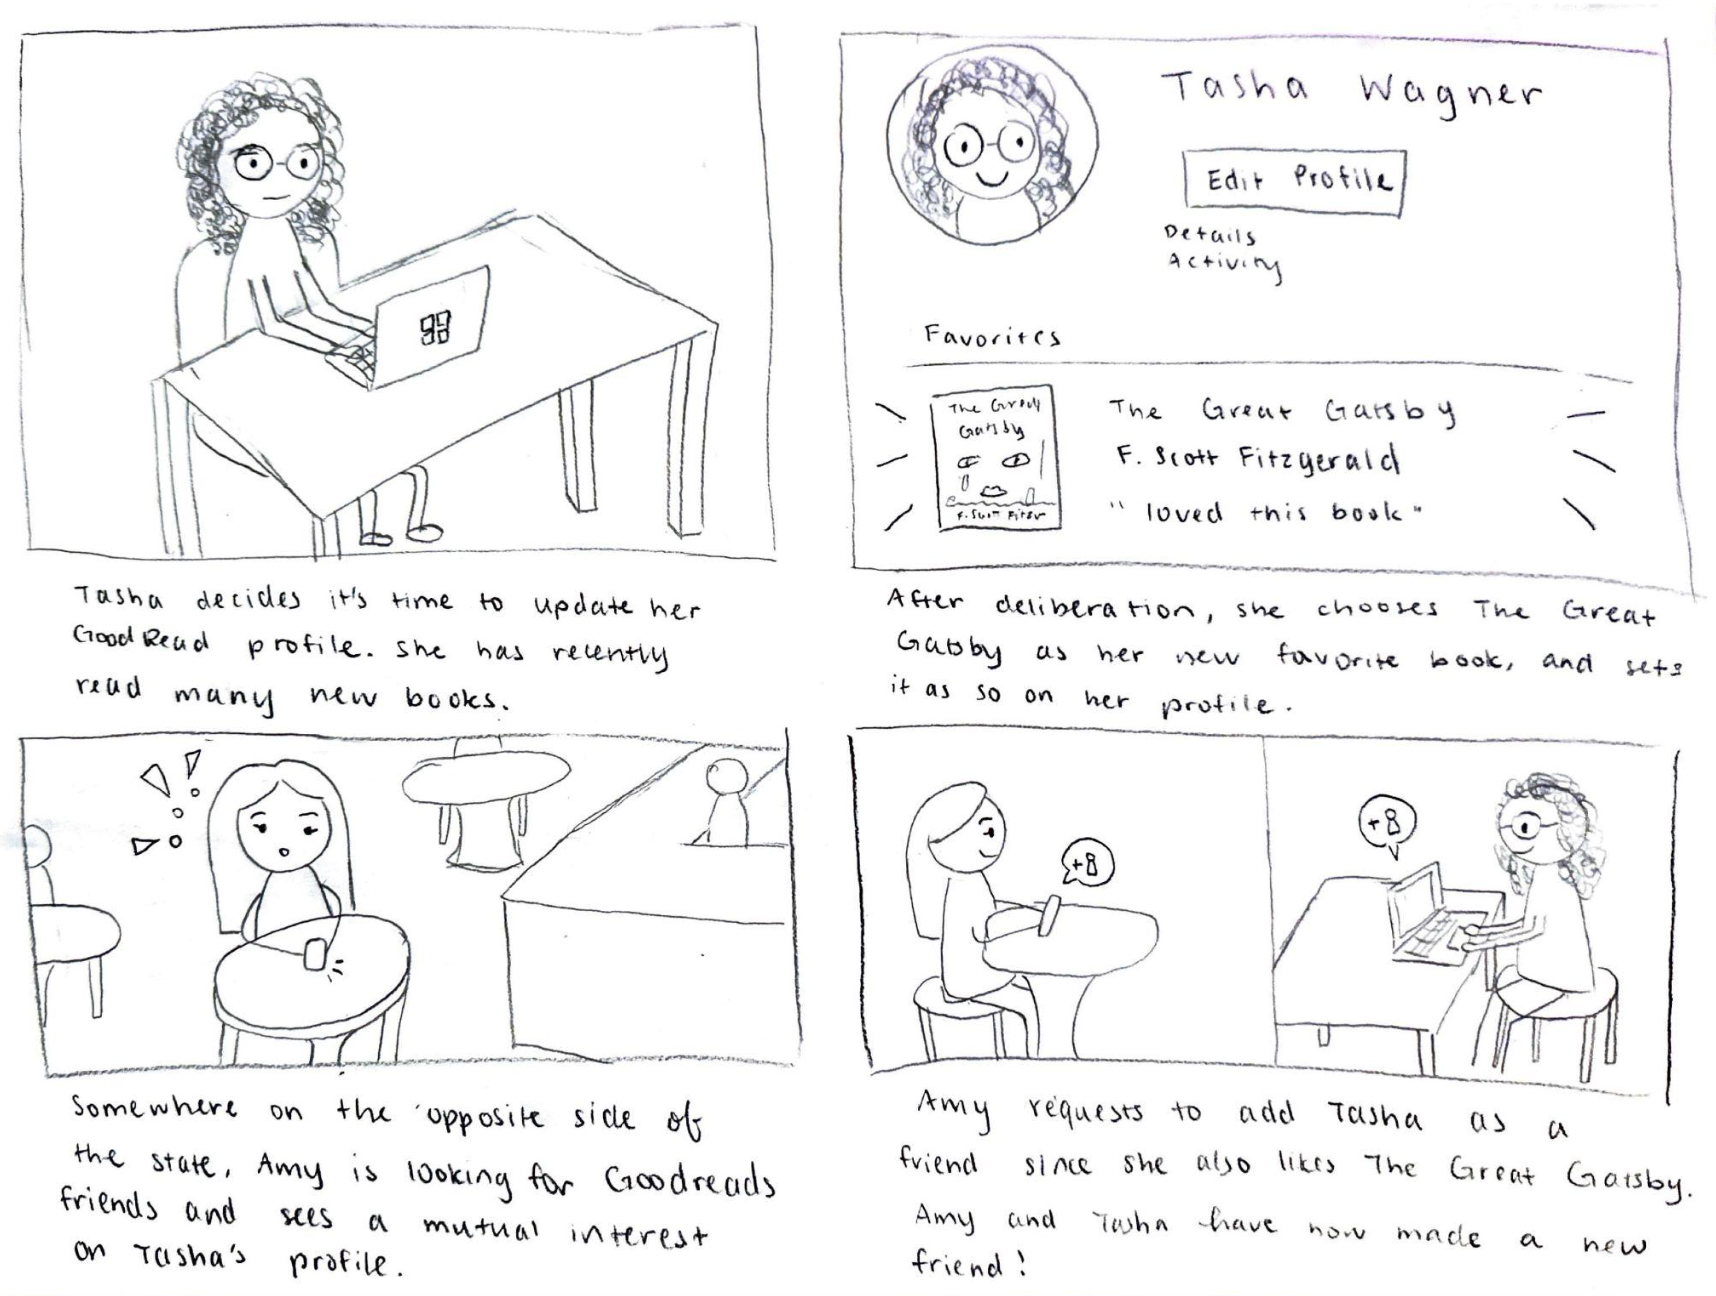 Tasha Wagner
Edit Profile
Details
Activity
Favorites
The Great
Gatsby
The Great Gatsby
F. Scott Fitzgerald
"loved this book"
Tasha decides it's time to update her
GoodRead profile. She has recently
read many new books.
After deliberation, she chooses The Great
Gatsby as her new favorite book, and sets
it as so on her profile.
+
+
Somewhere on the opposite side of
the state, Amy is looking for Goodreads
friends and sees a mutual interest
on Tasha's profile.
Amy requests to add Tasha as a
friend since she also likes The Great Gatsby.
Amy and Tasha have now made a new
friend!